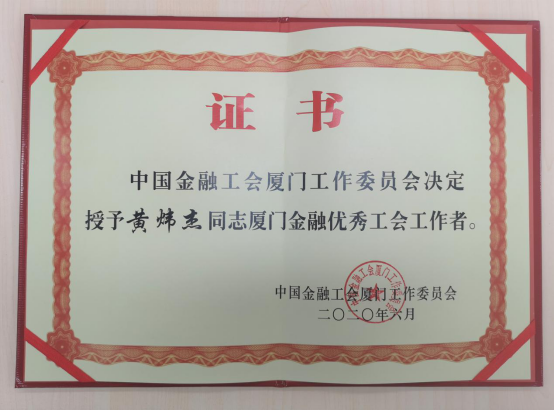 证书
中国金融工会厦门工作委员会决定
授予黄炜杰同志厦门金融优秀工会工作者。
中国金融工会厦门工作委员会
二〇二〇年六月